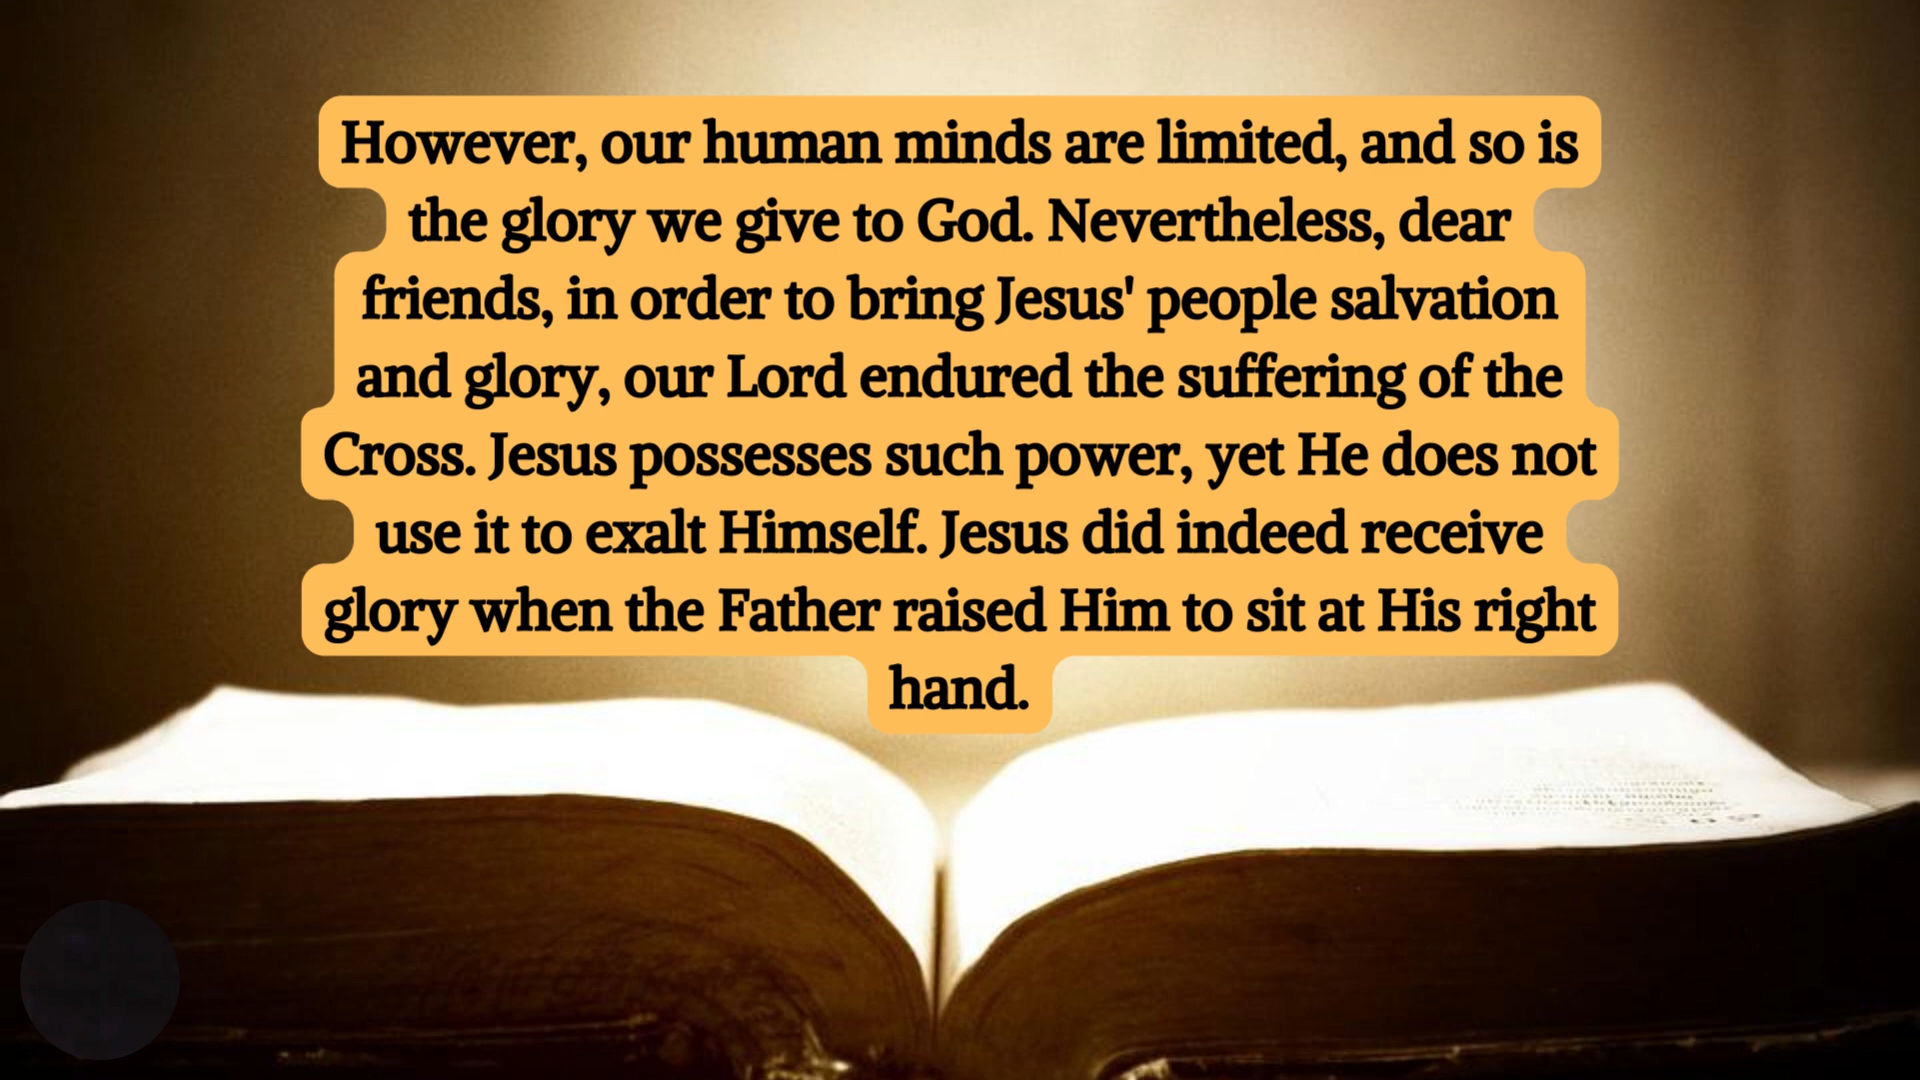 However, our human minds are limited, and so is
the glory we give to God. Nevertheless, dear
friends, in order to bring Jesus' people salvation
and glory, our Lord endured the suffering of the
Cross. Jesus possesses such power, yet He does not
use it to exalt Himself. Jesus did indeed receive
glory when the Father raised Him to sit at His right
hand.